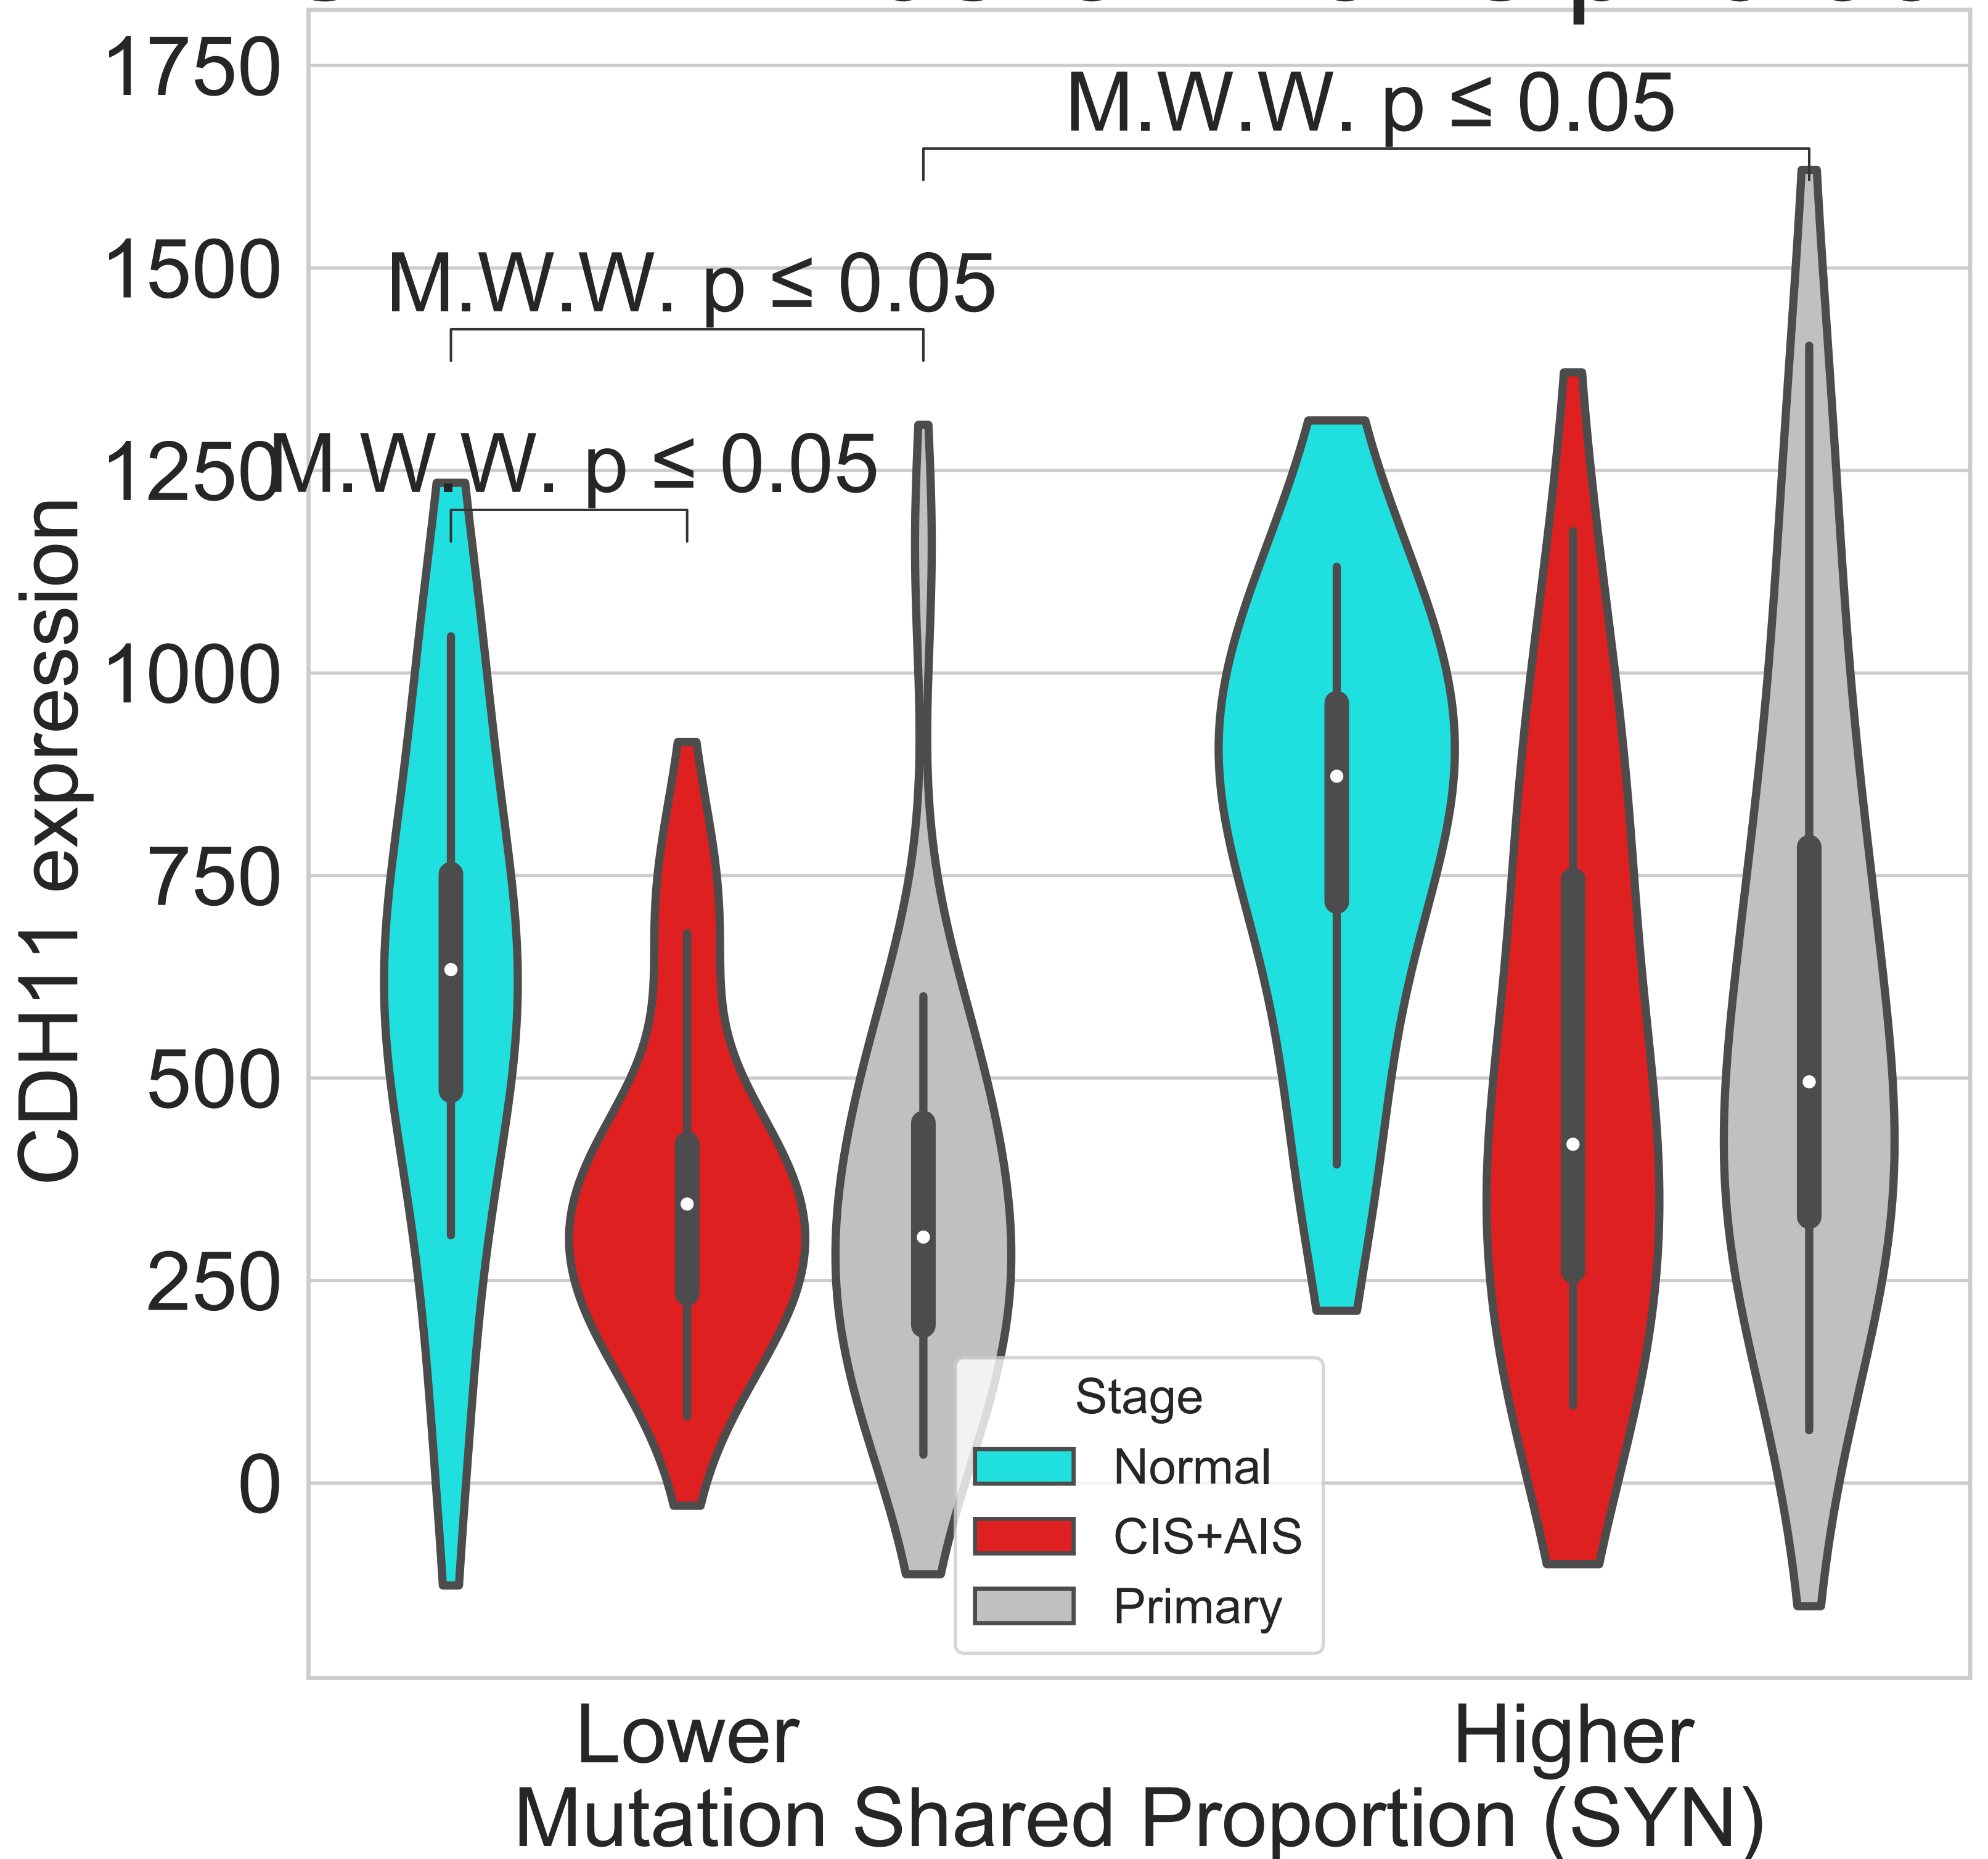 1750
M.W.W. p ≤ 0.05
1500
M.W.W. p ≤ 0.05
1250
M.W.W. p ≤ 0.05
1000
750
500
250
0
CDH11 expression
Stage
Normal
CIS+AIS
Primary
Lower
Higher
Mutation Shared Proportion (SYN)